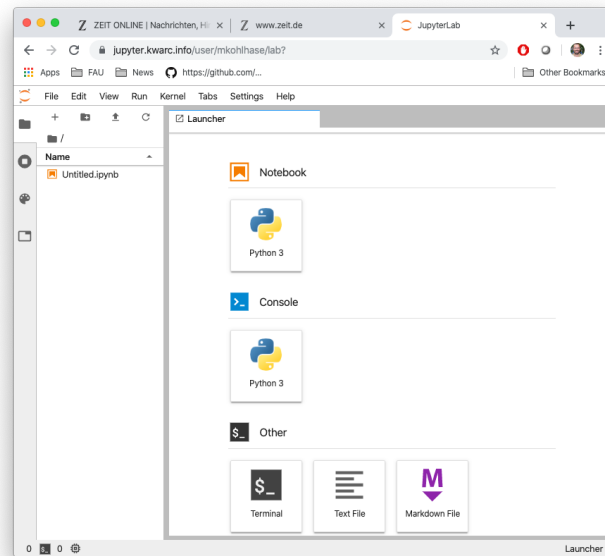 ZEIT ONLINE | Nachrichten, Hi
www.zeit.de
JupyterLab
jupyter.kwarc.info/user/mkohlhase/lab?
Apps FAU News https://github.com/... Other Bookmarks
File Edit View Run Kernel Tabs Settings Help
Launcher
/
Name
Untitled.ipynb
Notebook
Python 3
Console
Python 3
$_ Other
$_
Terminal Text File Markdown File
0 $_ 0 Launcher